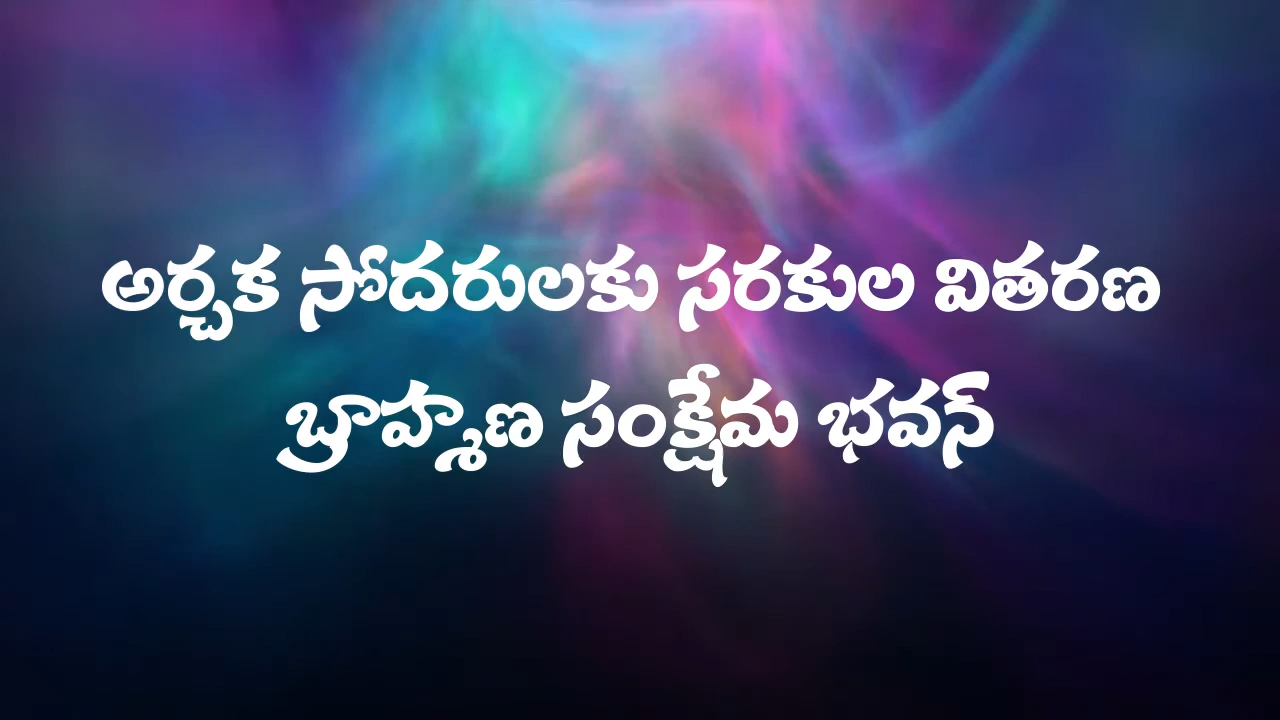 అర్చక సోదరులకు సరకుల వితరణ
బ్రాహ్మణ సంక్షేమ భవన్